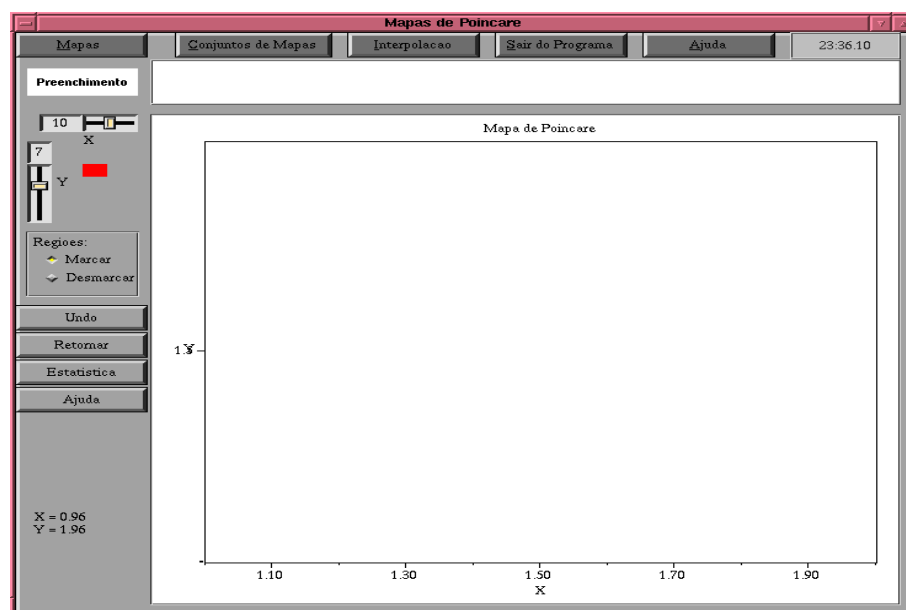 Mapas de Poincare
Mapas Conjuntos de Mapas Interpolacao Sair do Programa Ajuda 23:36.10
Preenchimento
10
X
7
Y
Regioes:
Marcar
Desmarcar
Undo
Retornar
Estatistica
Ajuda
X = 0.96
Y = 1.96
Mapa de Poincare
Y
1.10 1.30 1.50 1.70 1.90
X